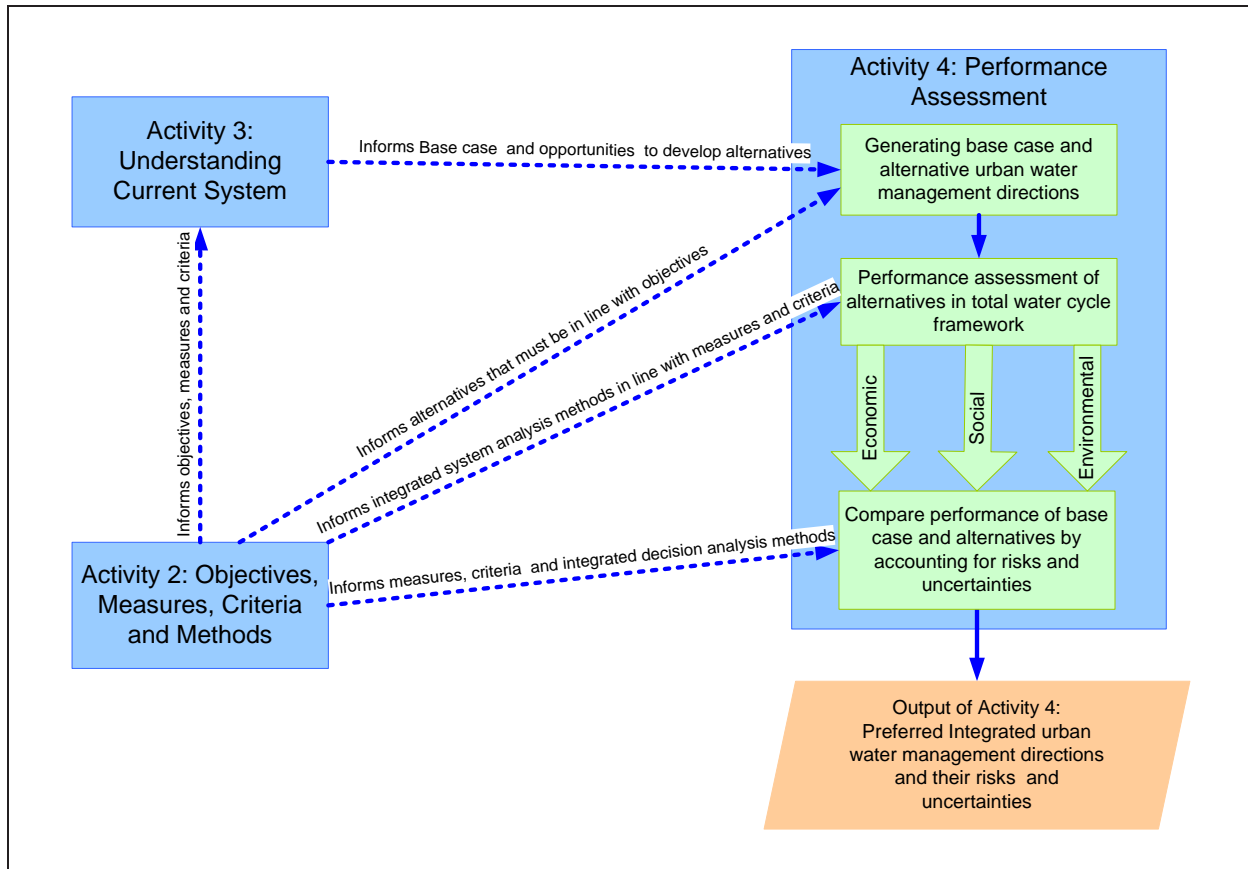 Activity 3:
Understanding
Current System
Informs Base case and opportunities to develop alternatives
Informs objectives, measures and criteria
Activity 2: Objectives,
Measures, Criteria
and Methods
Informs alternatives that must be in line with objectives
Informs integrated system analysis methods in line with measures and criteria
Informs measures, criteria and integrated decision analysis methods
Activity 4: Performance
Assessment
Generating base case and
alternative urban water
management directions
Performance assessment of
alternatives in total water cycle
framework
Economic
Social
Environmental
Compare performance of base
case and alternatives by
accounting for risks and
uncertainties
Output of Activity 4:
Preferred Integrated urban
water management directions
and their risks and
uncertainties